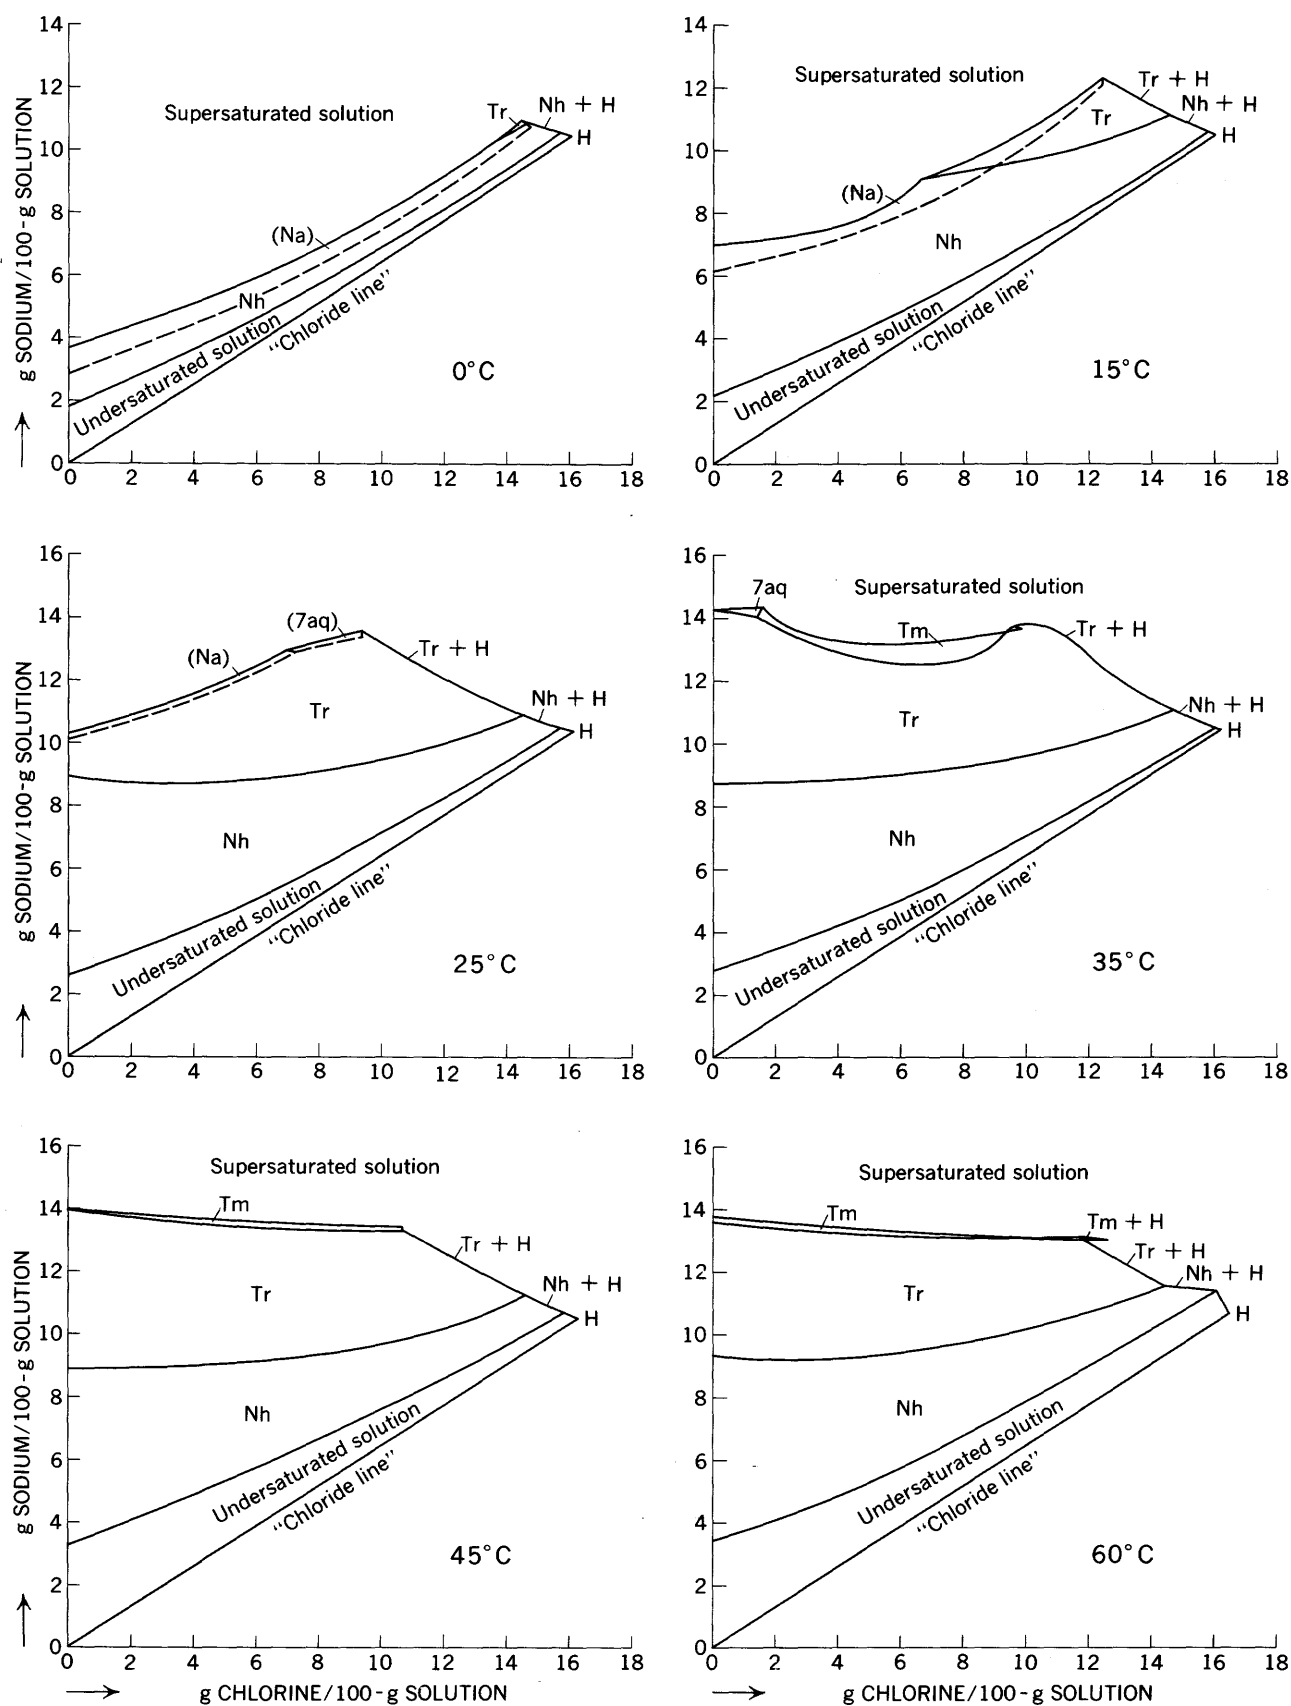 14
12
10
8
6
4
2
0
g SODIUM/100-g SOLUTION
Supersaturated solution
Tr
Nh + H
H
(Na)
Nh
Undersaturated solution
"Chloride line"
0°C
0 2 4 6 8 10 12 14 16 18
14
12
10
8
6
4
2
0
Supersaturated solution
Tr + H
Nh + H
H
Tr
(Na)
Nh
Undersaturated solution
"Chloride line"
15°C
0 2 4 6 8 10 12 14 16 18
16
14
12
10
8
6
4
2
0
g SODIUM/100-g SOLUTION
(7aq)
(Na)
Tr + H
Nh + H
H
Tr
Nh
Undersaturated solution
"Chloride line"
25°C
0 2 4 6 8 10 12 14 16 18
16
14
12
10
8
6
4
2
0
7aq
Supersaturated solution
Tm
Tr + H
Nh + H
H
Tr
Nh
Undersaturated solution
"Chloride line"
35°C
0 2 4 6 8 10 12 14 16 18
16
14
12
10
8
6
4
2
0
g SODIUM/100-g SOLUTION
Supersaturated solution
Tm
Tr + H
Nh + H
H
Tr
Nh
Undersaturated solution
"Chloride line"
45°C
0 2 4 6 8 10 12 14 16 18
g CHLORINE/100-g SOLUTION
16
14
12
10
8
6
4
2
0
Supersaturated solution
Tm
Tm + H
Tr + H
Nh + H
H
Tr
Nh
Undersaturated solution
"Chloride line"
60°C
0 2 4 6 8 10 12 14 16 18
g CHLORINE/100-g SOLUTION